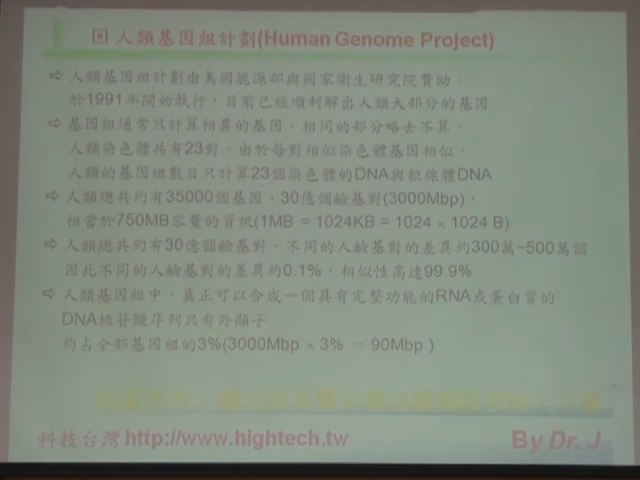 人類基因組計劃(Human Genome Project)
人類基因組計劃由美國能源部與國家衛生研究院贊助，
於1991年開始執行，目前已經順利解出人類大部分的基因
基因組通常只計算相異的基因，相同的部分略去不算，
人類染色體共有23對，由於每對相似染色體基因相似，
人類的基因組數目只計算23個染色體的DNA與粒線體DNA
人類總共約有35000個基因，30億個鹼基對(3000Mbp)，
相當於750MB容量的資訊(1MB = 1024KB = 1024 × 1024 B)
人類總共約有30億個鹼基對，不同的人鹼基對的差異約300萬~500萬個
因此不同的人鹼基對的差異約0.1%，相似性高達99.9%
人類基因組中，真正可以合成一個具有完整功能的RNA或蛋白質的
DNA核苷酸序列只有外顯子
約占全部基因組的3%(3000Mbp × 3% = 90Mbp )
科技台灣 http://www.hightech.tw
By Dr. J